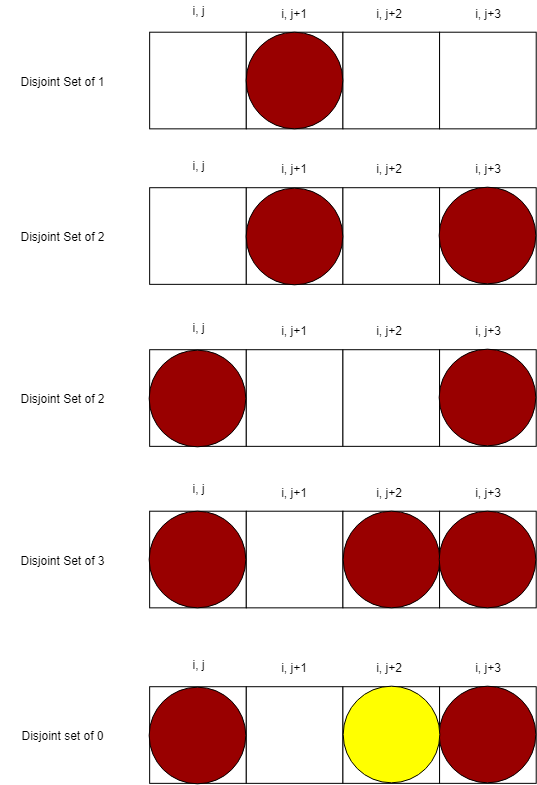 i, j i, j+1 i, j+2 i, j+3
Disjoint Set of 1
i, j i, j+1 i, j+2 i, j+3
Disjoint Set of 2
i, j i, j+1 i, j+2 i, j+3
Disjoint Set of 2
i, j i, j+1 i, j+2 i, j+3
Disjoint Set of 3
i, j i, j+1 i, j+2 i, j+3
Disjoint set of 0